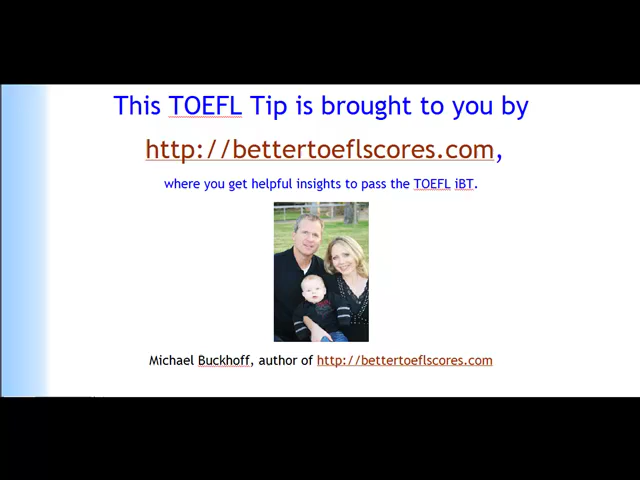 This TOEFL Tip is brought to you by
http://bettertoeflscores.com,
where you get helpful insights to pass the TOEFL iBT.
Michael Buckhoff, author of http://bettertoeflscores.com